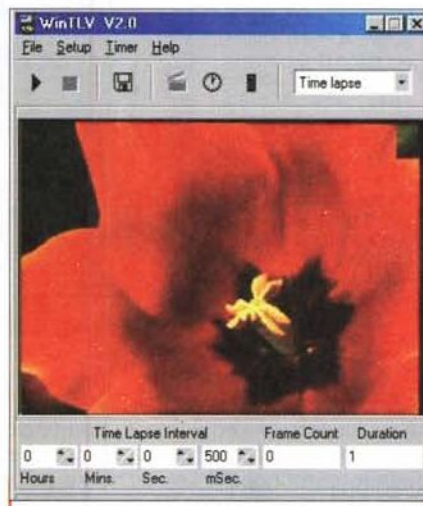 WinTLV V2.0
File Setup Timer Help
Time lapse
Time Lapse Interval Frame Count Duration
0 0 0 500 0 1
Hours Mins. Sec. mSec.